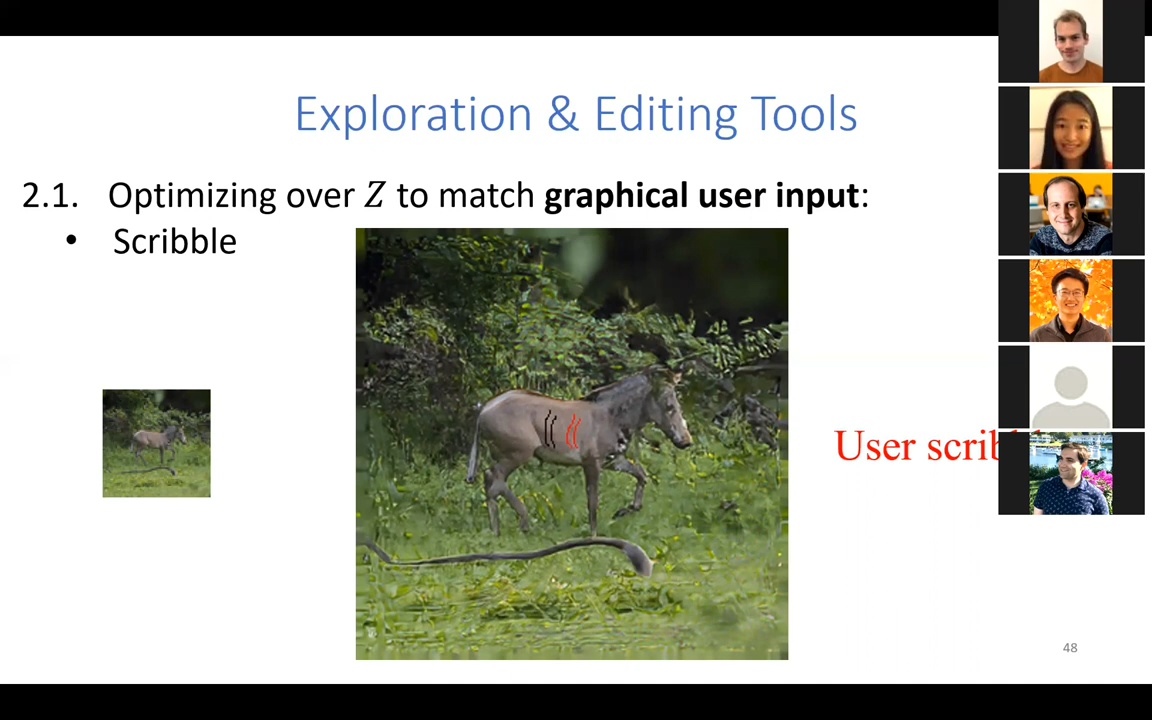 Exploration & Editing Tools
2.1. Optimizing over Z to match graphical user input:
• Scribble
User
48